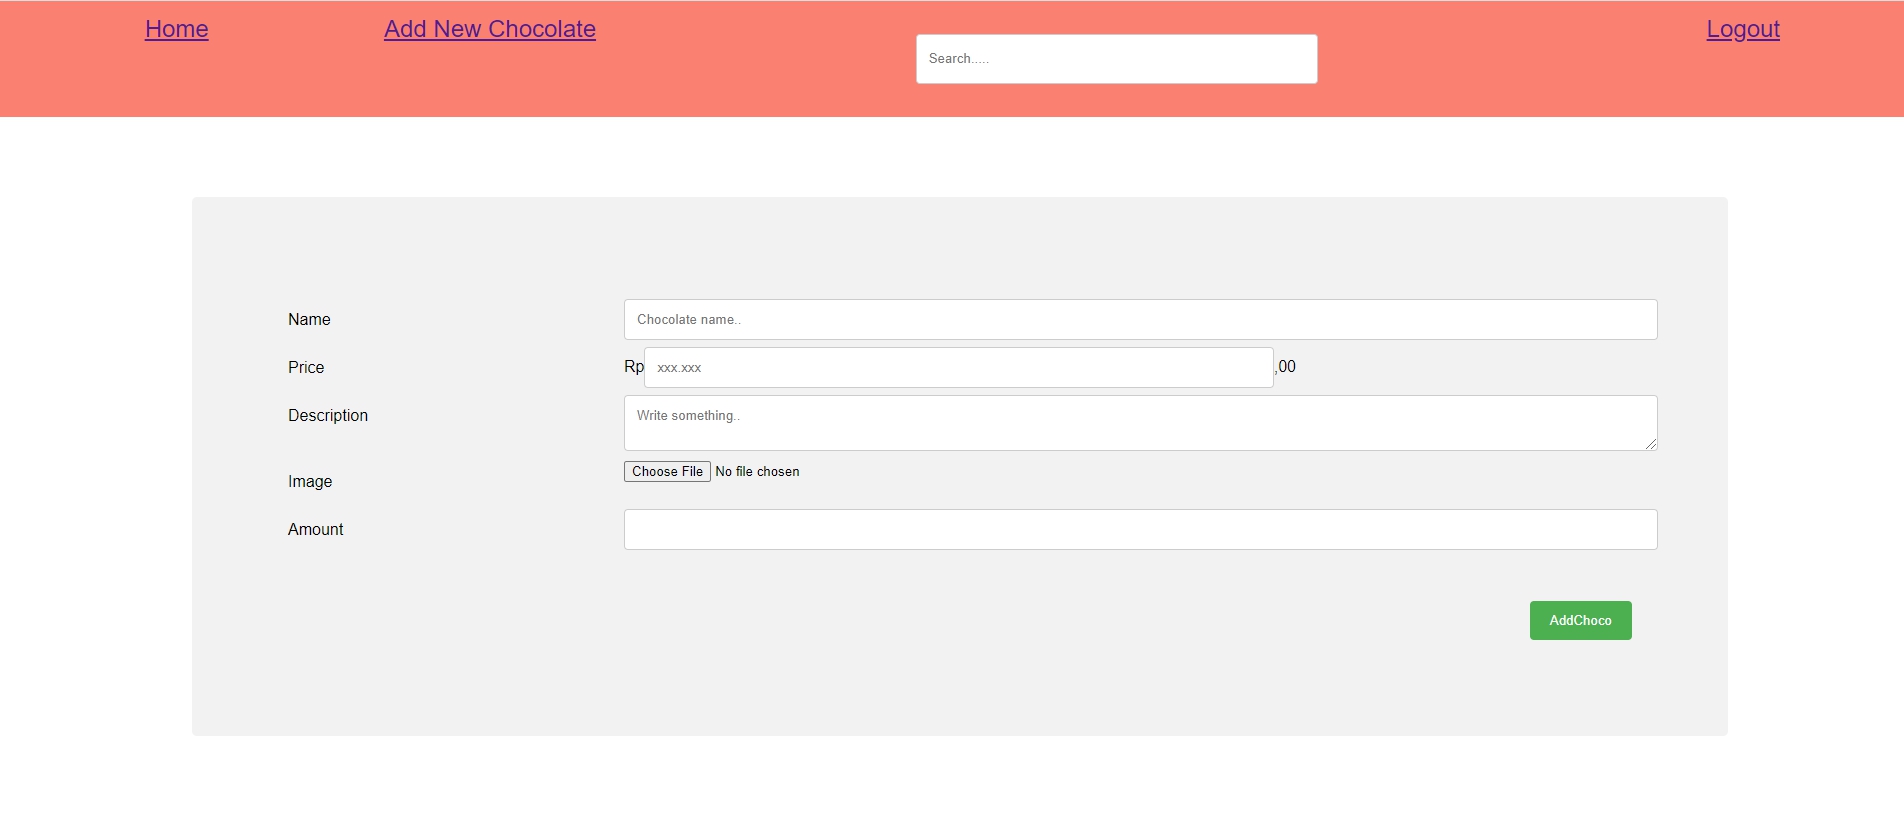 Home Add New Chocolate Logout
Search.....
Name Chocolate name..
Price Rp xxx.xxx ,00
Description Write something..
Image Choose File No file chosen
Amount
AddChoco